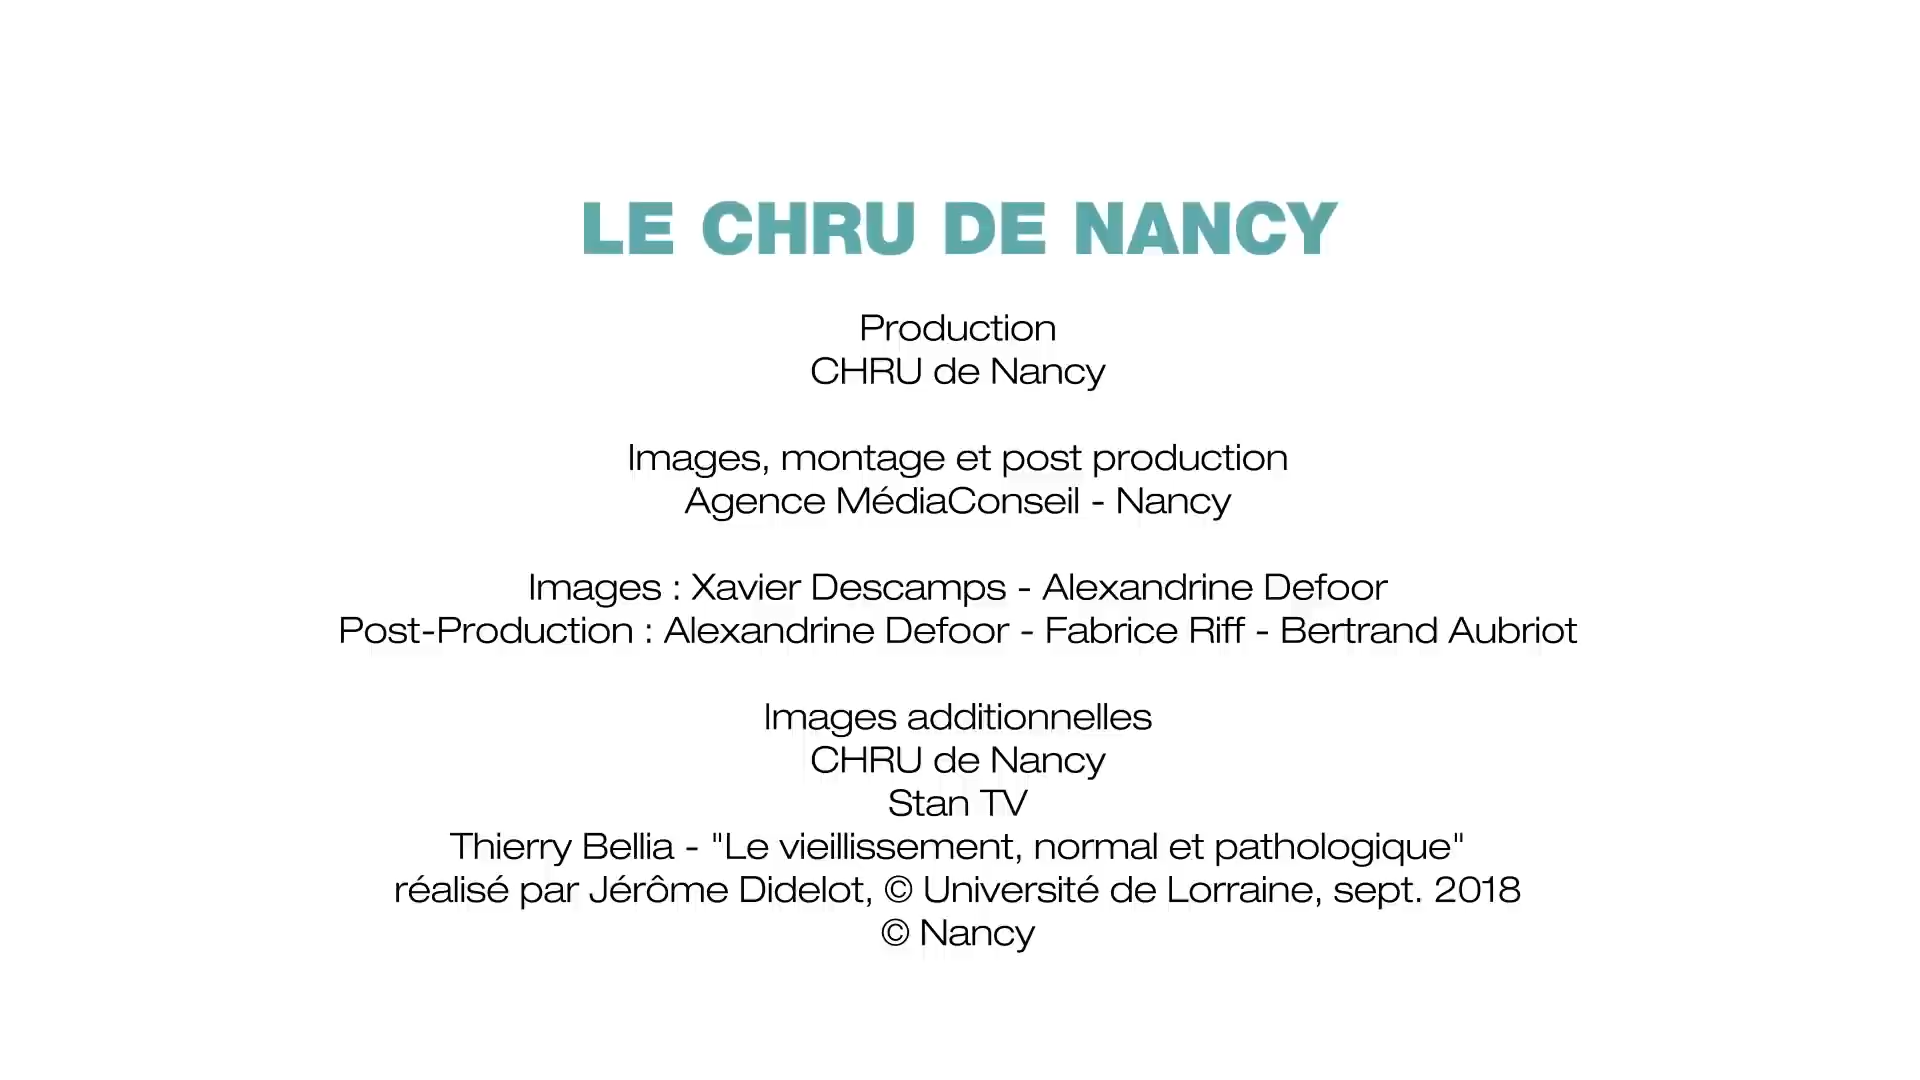 LE CHRU DE NANCY
Production
CHRU de Nancy
Images, montage et post production
Agence MédiaConseil - Nancy
Images : Xavier Descamps - Alexandrine Defoor
Post-Production : Alexandrine Defoor - Fabrice Riff - Bertrand Aubriot
Images additionnelles
CHRU de Nancy
Stan TV
Thierry Bellia - "Le vieillissement, normal et pathologique"
réalisé par Jérôme Didelot, © Université de Lorraine, sept. 2018
© Nancy